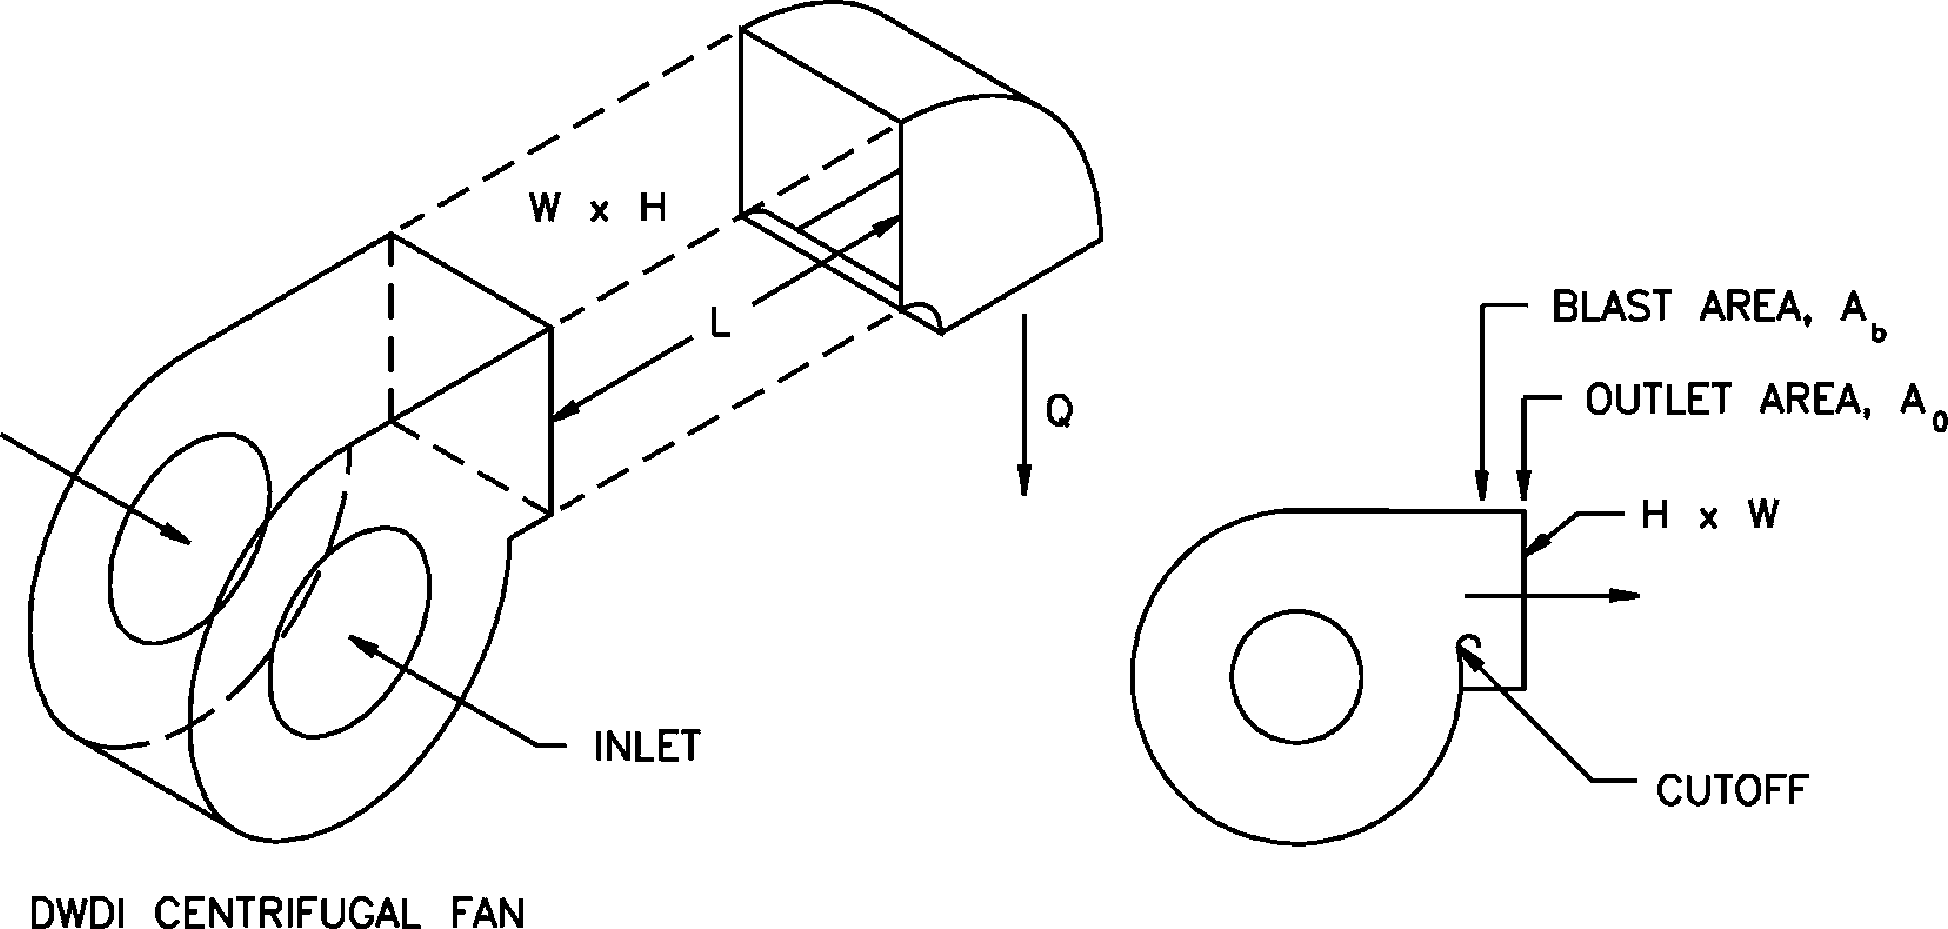 W x H
L
Q
INLET
DWDI CENTRIFUGAL FAN
BLAST AREA, Ab
OUTLET AREA, A0
H x W
CUTOFF